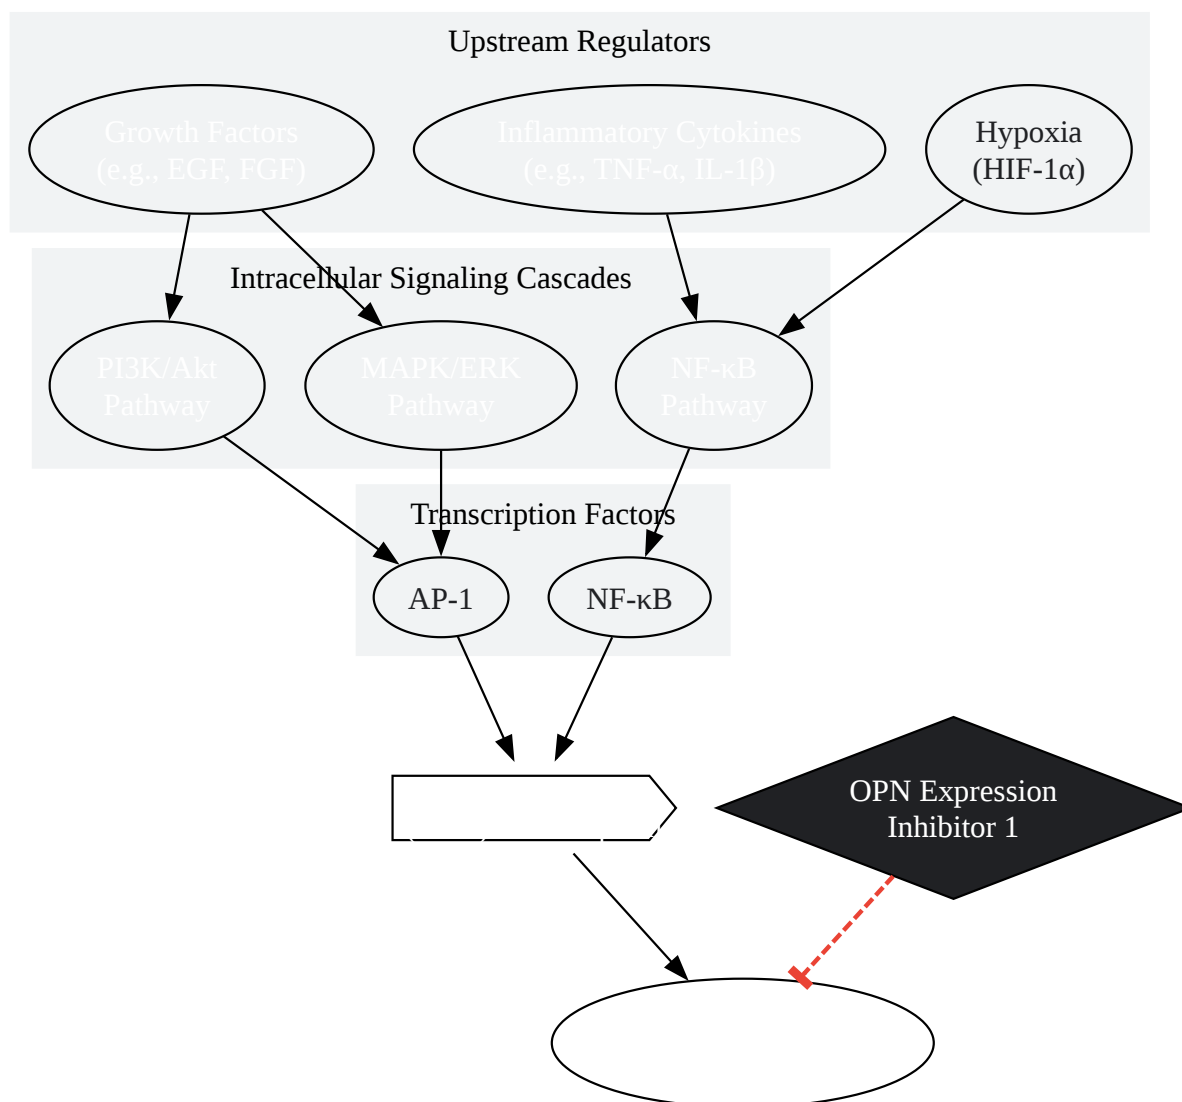 Upstream Regulators
Growth Factors
(e.g., EGF, FGF)
Inflammatory Cytokines
(e.g., TNF-α, IL-1β)
Hypoxia
(HIF-1α)
Intracellular Signaling Cascades
PI3K/Akt
Pathway
MAPK/ERK
Pathway
NF-κB
Pathway
Transcription Factors
AP-1
NF-κB
OPN Expression
Inhibitor 1